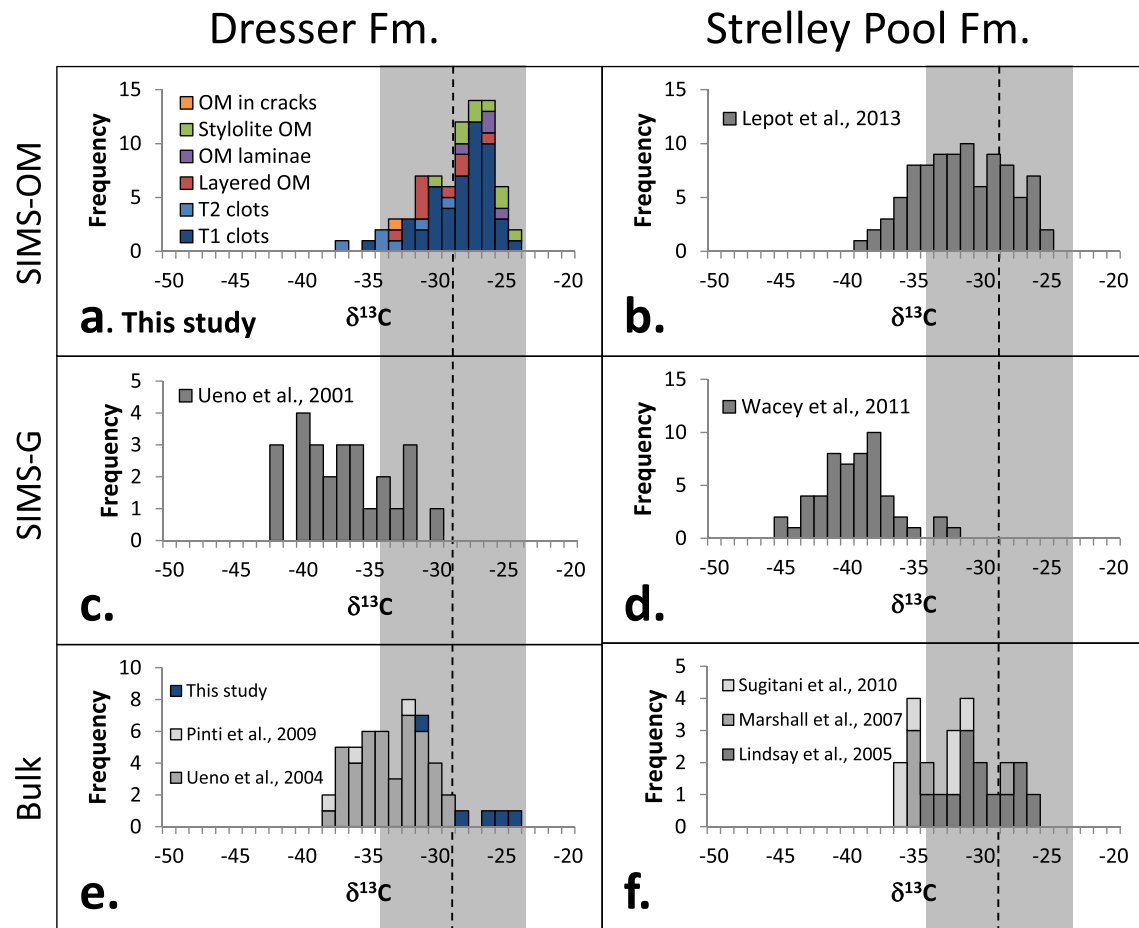 Dresser Fm.
Strelley Pool Fm.
SIMS-OM
Frequency
15
10
5
0
OM in cracks
Stylolite OM
OM laminae
Layered OM
T2 clots
T1 clots
-50 -45 -40 -35 -30 -25 -20
δ¹³C
a. This study
Frequency
15
10
5
0
Lepot et al., 2013
-50 -45 -40 -35 -30 -25 -20
δ¹³C
b.
SIMS-G
Frequency
5
4
3
2
1
0
Ueno et al., 2001
-50 -45 -40 -35 -30 -25 -20
δ¹³C
c.
Frequency
15
10
5
0
Wacey et al., 2011
-50 -45 -40 -35 -30 -25 -20
δ¹³C
d.
Bulk
Frequency
10
8
6
4
2
0
This study
Pinti et al., 2009
Ueno et al., 2004
-50 -45 -40 -35 -30 -25 -20
δ¹³C
e.
Frequency
5
4
3
2
1
0
Sugitani et al., 2010
Marshall et al., 2007
Lindsay et al., 2005
-50 -45 -40 -35 -30 -25 -20
δ¹³C
f.